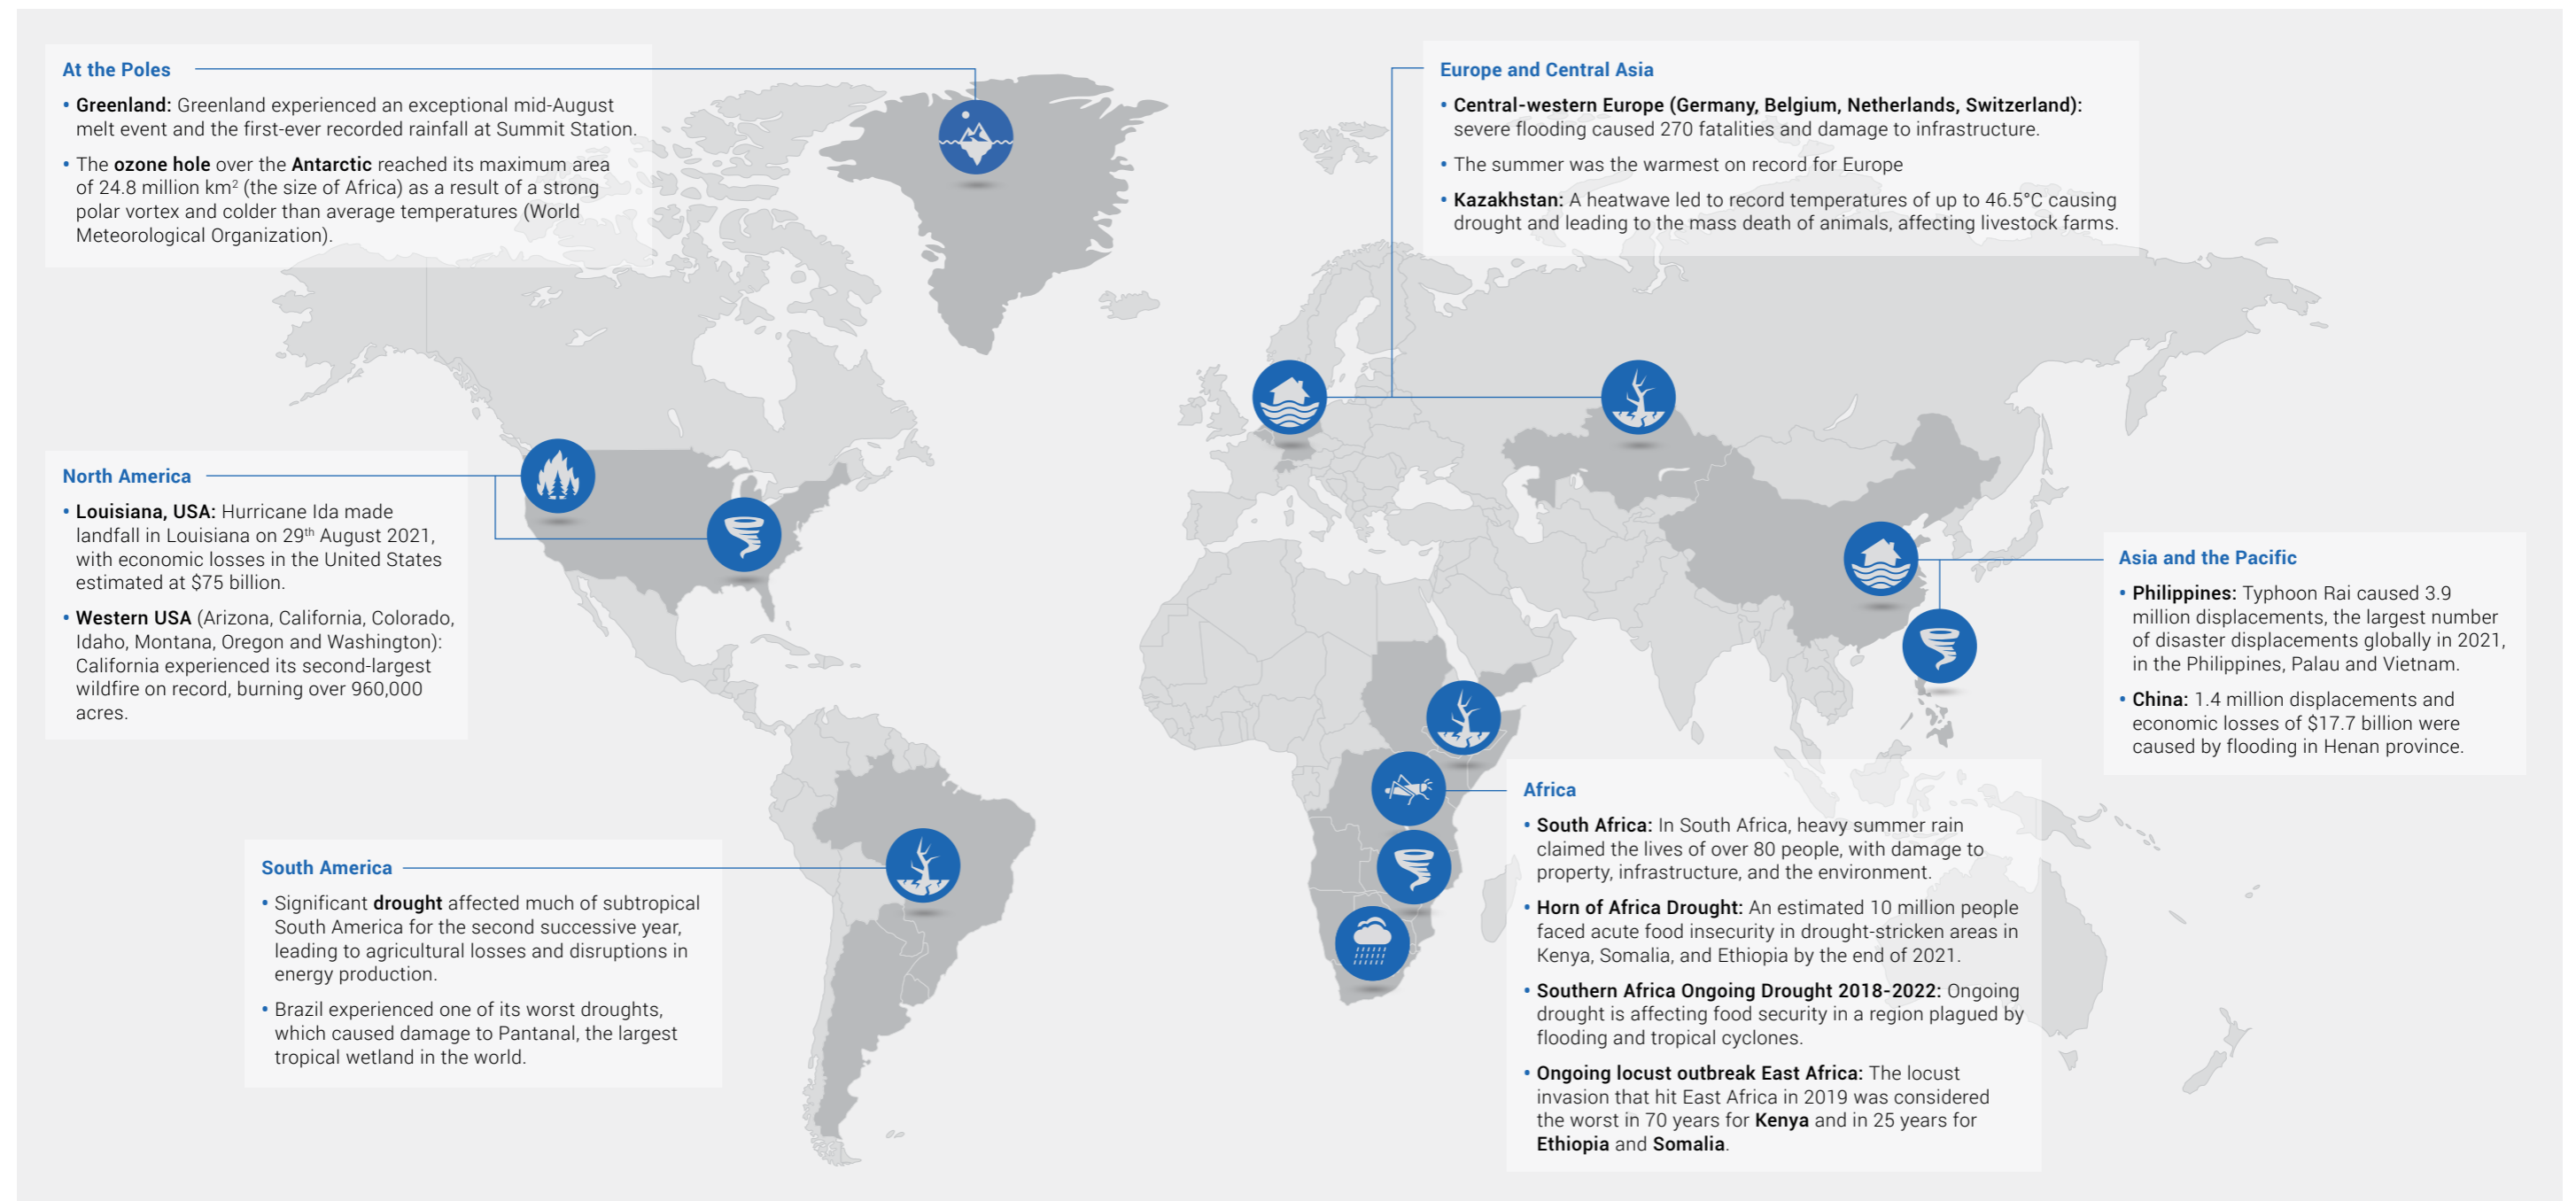 At the Poles
• Greenland: Greenland experienced an exceptional mid-August
melt event and the first-ever recorded rainfall at Summit Station.
• The ozone hole over the Antarctic reached its maximum area
of 24.8 million km² (the size of Africa) as a result of a strong
polar vortex and colder than average temperatures (World
Meteorological Organization).
Europe and Central Asia
• Central-western Europe (Germany, Belgium, Netherlands, Switzerland):
severe flooding caused 270 fatalities and damage to infrastructure.
• The summer was the warmest on record for Europe
• Kazakhstan: A heatwave led to record temperatures of up to 46.5°C causing
drought and leading to the mass death of animals, affecting livestock farms.
North America
• Louisiana, USA: Hurricane Ida made
landfall in Louisiana on 29th August 2021,
with economic losses in the United States
estimated at $75 billion.
• Western USA (Arizona, California, Colorado,
Idaho, Montana, Oregon and Washington):
California experienced its second-largest
wildfire on record, burning over 960,000
acres.
Asia and the Pacific
• Philippines: Typhoon Rai caused 3.9
million displacements, the largest number
of disaster displacements globally in 2021,
in the Philippines, Palau and Vietnam.
• China: 1.4 million displacements and
economic losses of $17.7 billion were
caused by flooding in Henan province.
South America
• Significant drought affected much of subtropical
South America for the second successive year,
leading to agricultural losses and disruptions in
energy production.
• Brazil experienced one of its worst droughts,
which caused damage to Pantanal, the largest
tropical wetland in the world.
Africa
• South Africa: In South Africa, heavy summer rain
claimed the lives of over 80 people, with damage to
property, infrastructure, and the environment.
• Horn of Africa Drought: An estimated 10 million people
faced acute food insecurity in drought-stricken areas in
Kenya, Somalia, and Ethiopia by the end of 2021.
• Southern Africa Ongoing Drought 2018-2022: Ongoing
drought is affecting food security in a region plagued by
flooding and tropical cyclones.
• Ongoing locust outbreak East Africa: The locust
invasion that hit East Africa in 2019 was considered
the worst in 70 years for Kenya and in 25 years for
Ethiopia and Somalia.